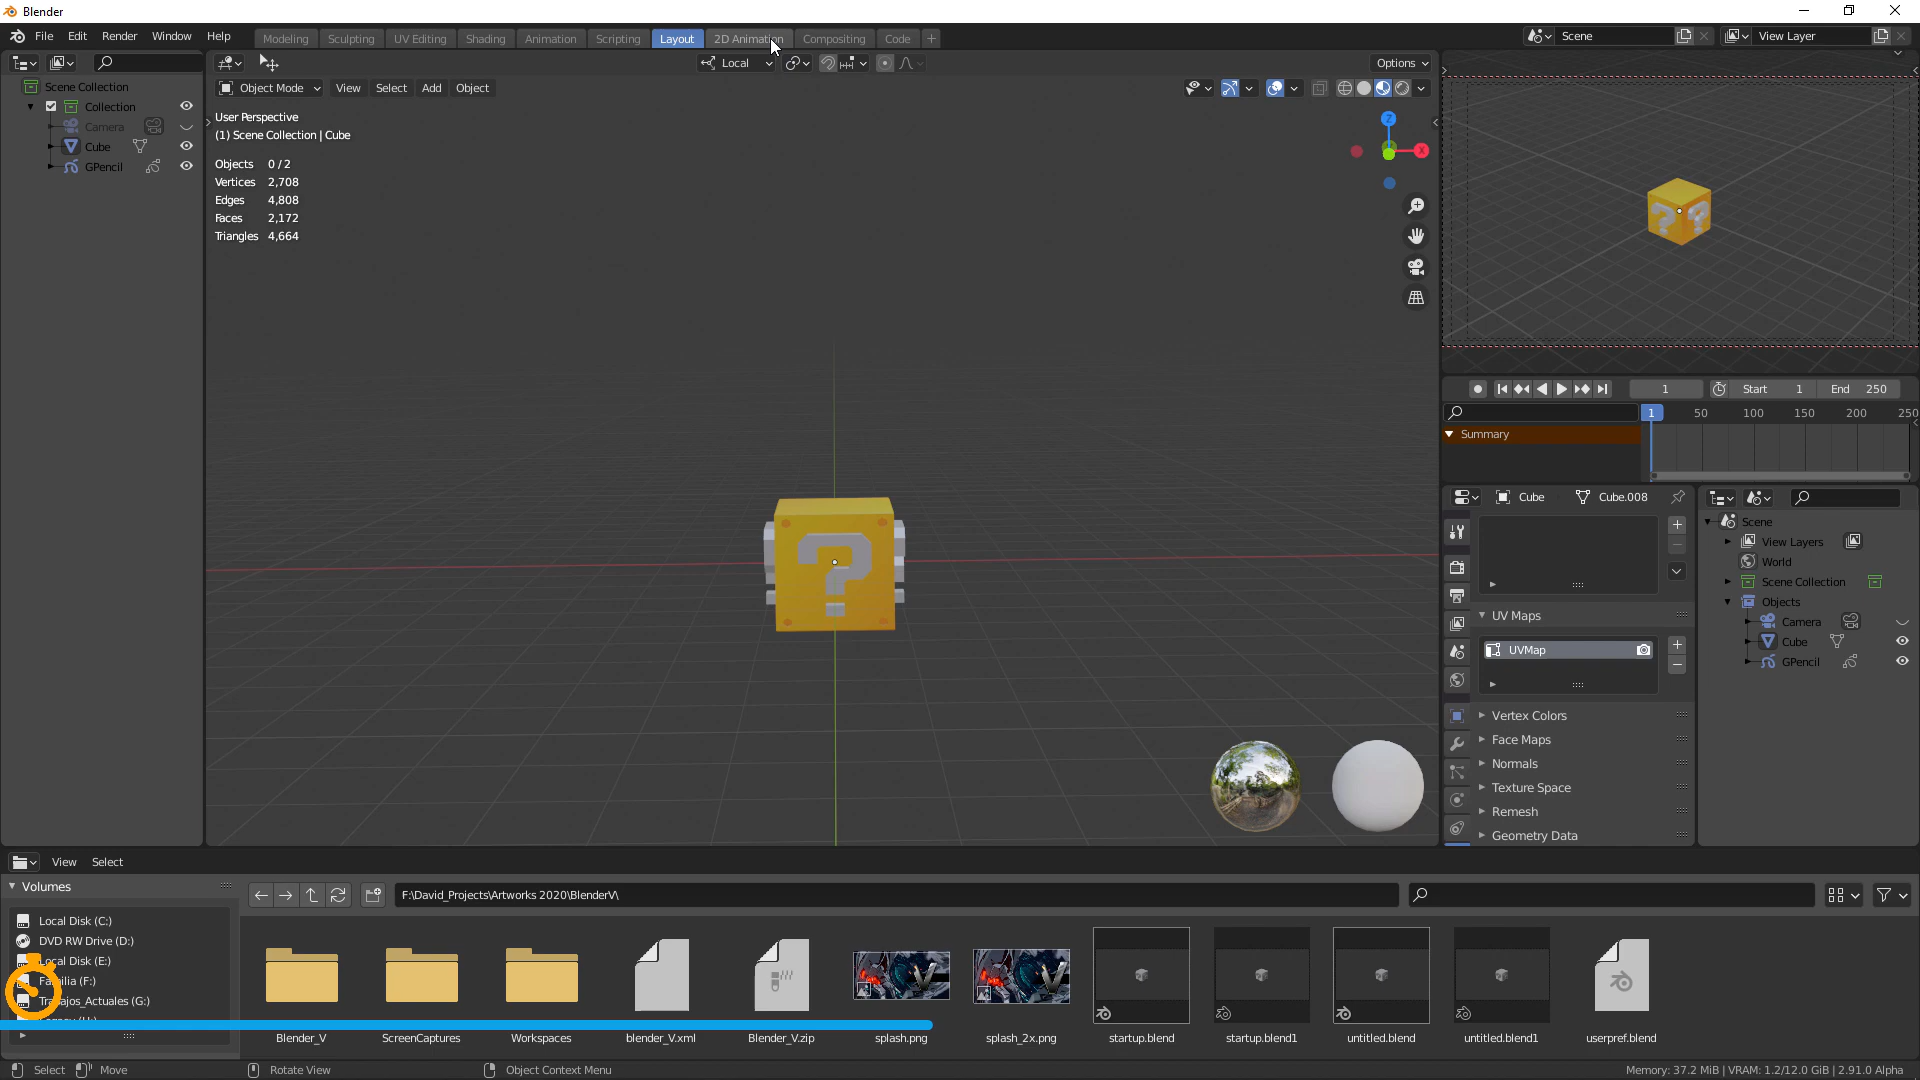 Blender
File Edit Render Window Help Modeling Sculpting UV Editing Shading Animation Scripting Layout 2D Animation Compositing Code + Scene View Layer
Local Options
Object Mode View Select Add Object
User Perspective
(1) Scene Collection | Cube
Objects 0 / 2
Vertices 2,708
Edges 4,808
Faces 2,172
Triangles 4,664
Scene Collection
Collection
Camera
Cube
GPencil
Z
X
?
? ?
1 Start 1 End 250
1 50 100 150 200 250
Summary
Cube Cube.008
UV Maps
UVMap
Vertex Colors
Face Maps
Normals
Texture Space
Remesh
Geometry Data
Scene
View Layers
World
Scene Collection
Objects
Camera
Cube
GPencil
View Select
Volumes
Local Disk (C:)
DVD RW Drive (D:)
Local Disk (E:)
Familia (F:)
Trabajos_Actuales (G:)
F:\David_Projects\Artworks 2020\BlenderV\
Blender_V ScreenCaptures Workspaces blender_V.xml Blender_V.zip splash.png splash_2x.png startup.blend startup.blend1 untitled.blend untitled.blend1 userpref.blend
Select Move Rotate View Object Context Menu Memory: 37.2 MiB | VRAM: 1.2/12.0 GiB | 2.91.0 Alpha